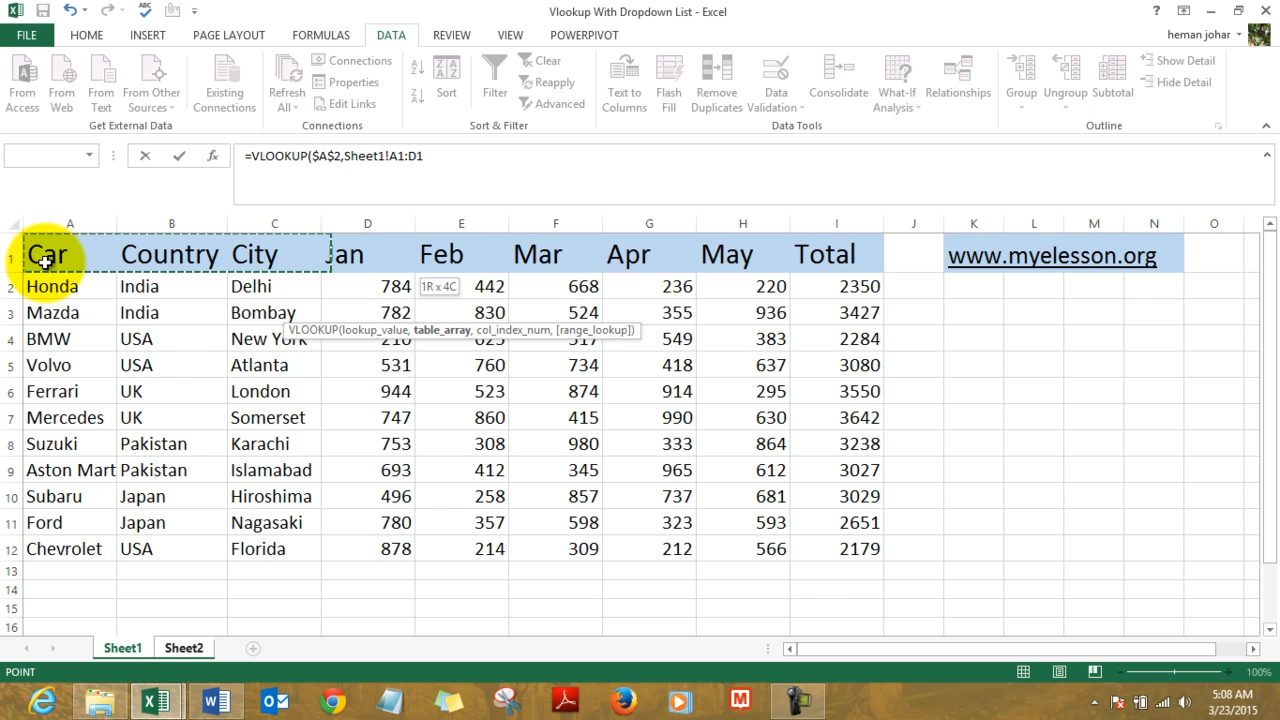 Vlookup With Dropdown List - Excel
FILE HOME INSERT PAGE LAYOUT FORMULAS DATA REVIEW VIEW POWERPIVOT heman johar
From Access
From Web
From Text
From Other Sources
Existing Connections
Get External Data
Refresh All
Connections
Properties
Edit Links
Connections
Sort
Filter
Clear
Reapply
Advanced
Sort & Filter
Text to Columns
Flash Fill
Remove Duplicates
Data Validation
Consolidate
What-If Analysis
Relationships
Data Tools
Group
Ungroup
Subtotal
Show Detail
Hide Detail
Outline
=VLOOKUP($A$2,Sheet1!A1:D1
A B C D E F G H I J K L M N O
1 Car Country City Jan Feb Mar Apr May Total www.myelesson.org
2 Honda India Delhi 784 1R x 4C 442 668 236 220 2350
3 Mazda India Bombay 782 830 524 355 936 3427
VLOOKUP(lookup_value, table_array, col_index_num, [range_lookup])
4 BMW USA New York 549 383 2284
5 Volvo USA Atlanta 531 760 734 418 637 3080
6 Ferrari UK London 944 523 874 914 295 3550
7 Mercedes UK Somerset 747 860 415 990 630 3642
8 Suzuki Pakistan Karachi 753 308 980 333 864 3238
9 Aston Mart Pakistan Islamabad 693 412 345 965 612 3027
10 Subaru Japan Hiroshima 496 258 857 737 681 3029
11 Ford Japan Nagasaki 780 357 598 323 593 2651
12 Chevrolet USA Florida 878 214 309 212 566 2179
13
14
15
16
Sheet1 Sheet2
POINT 100%
5:08 AM
3/23/2015